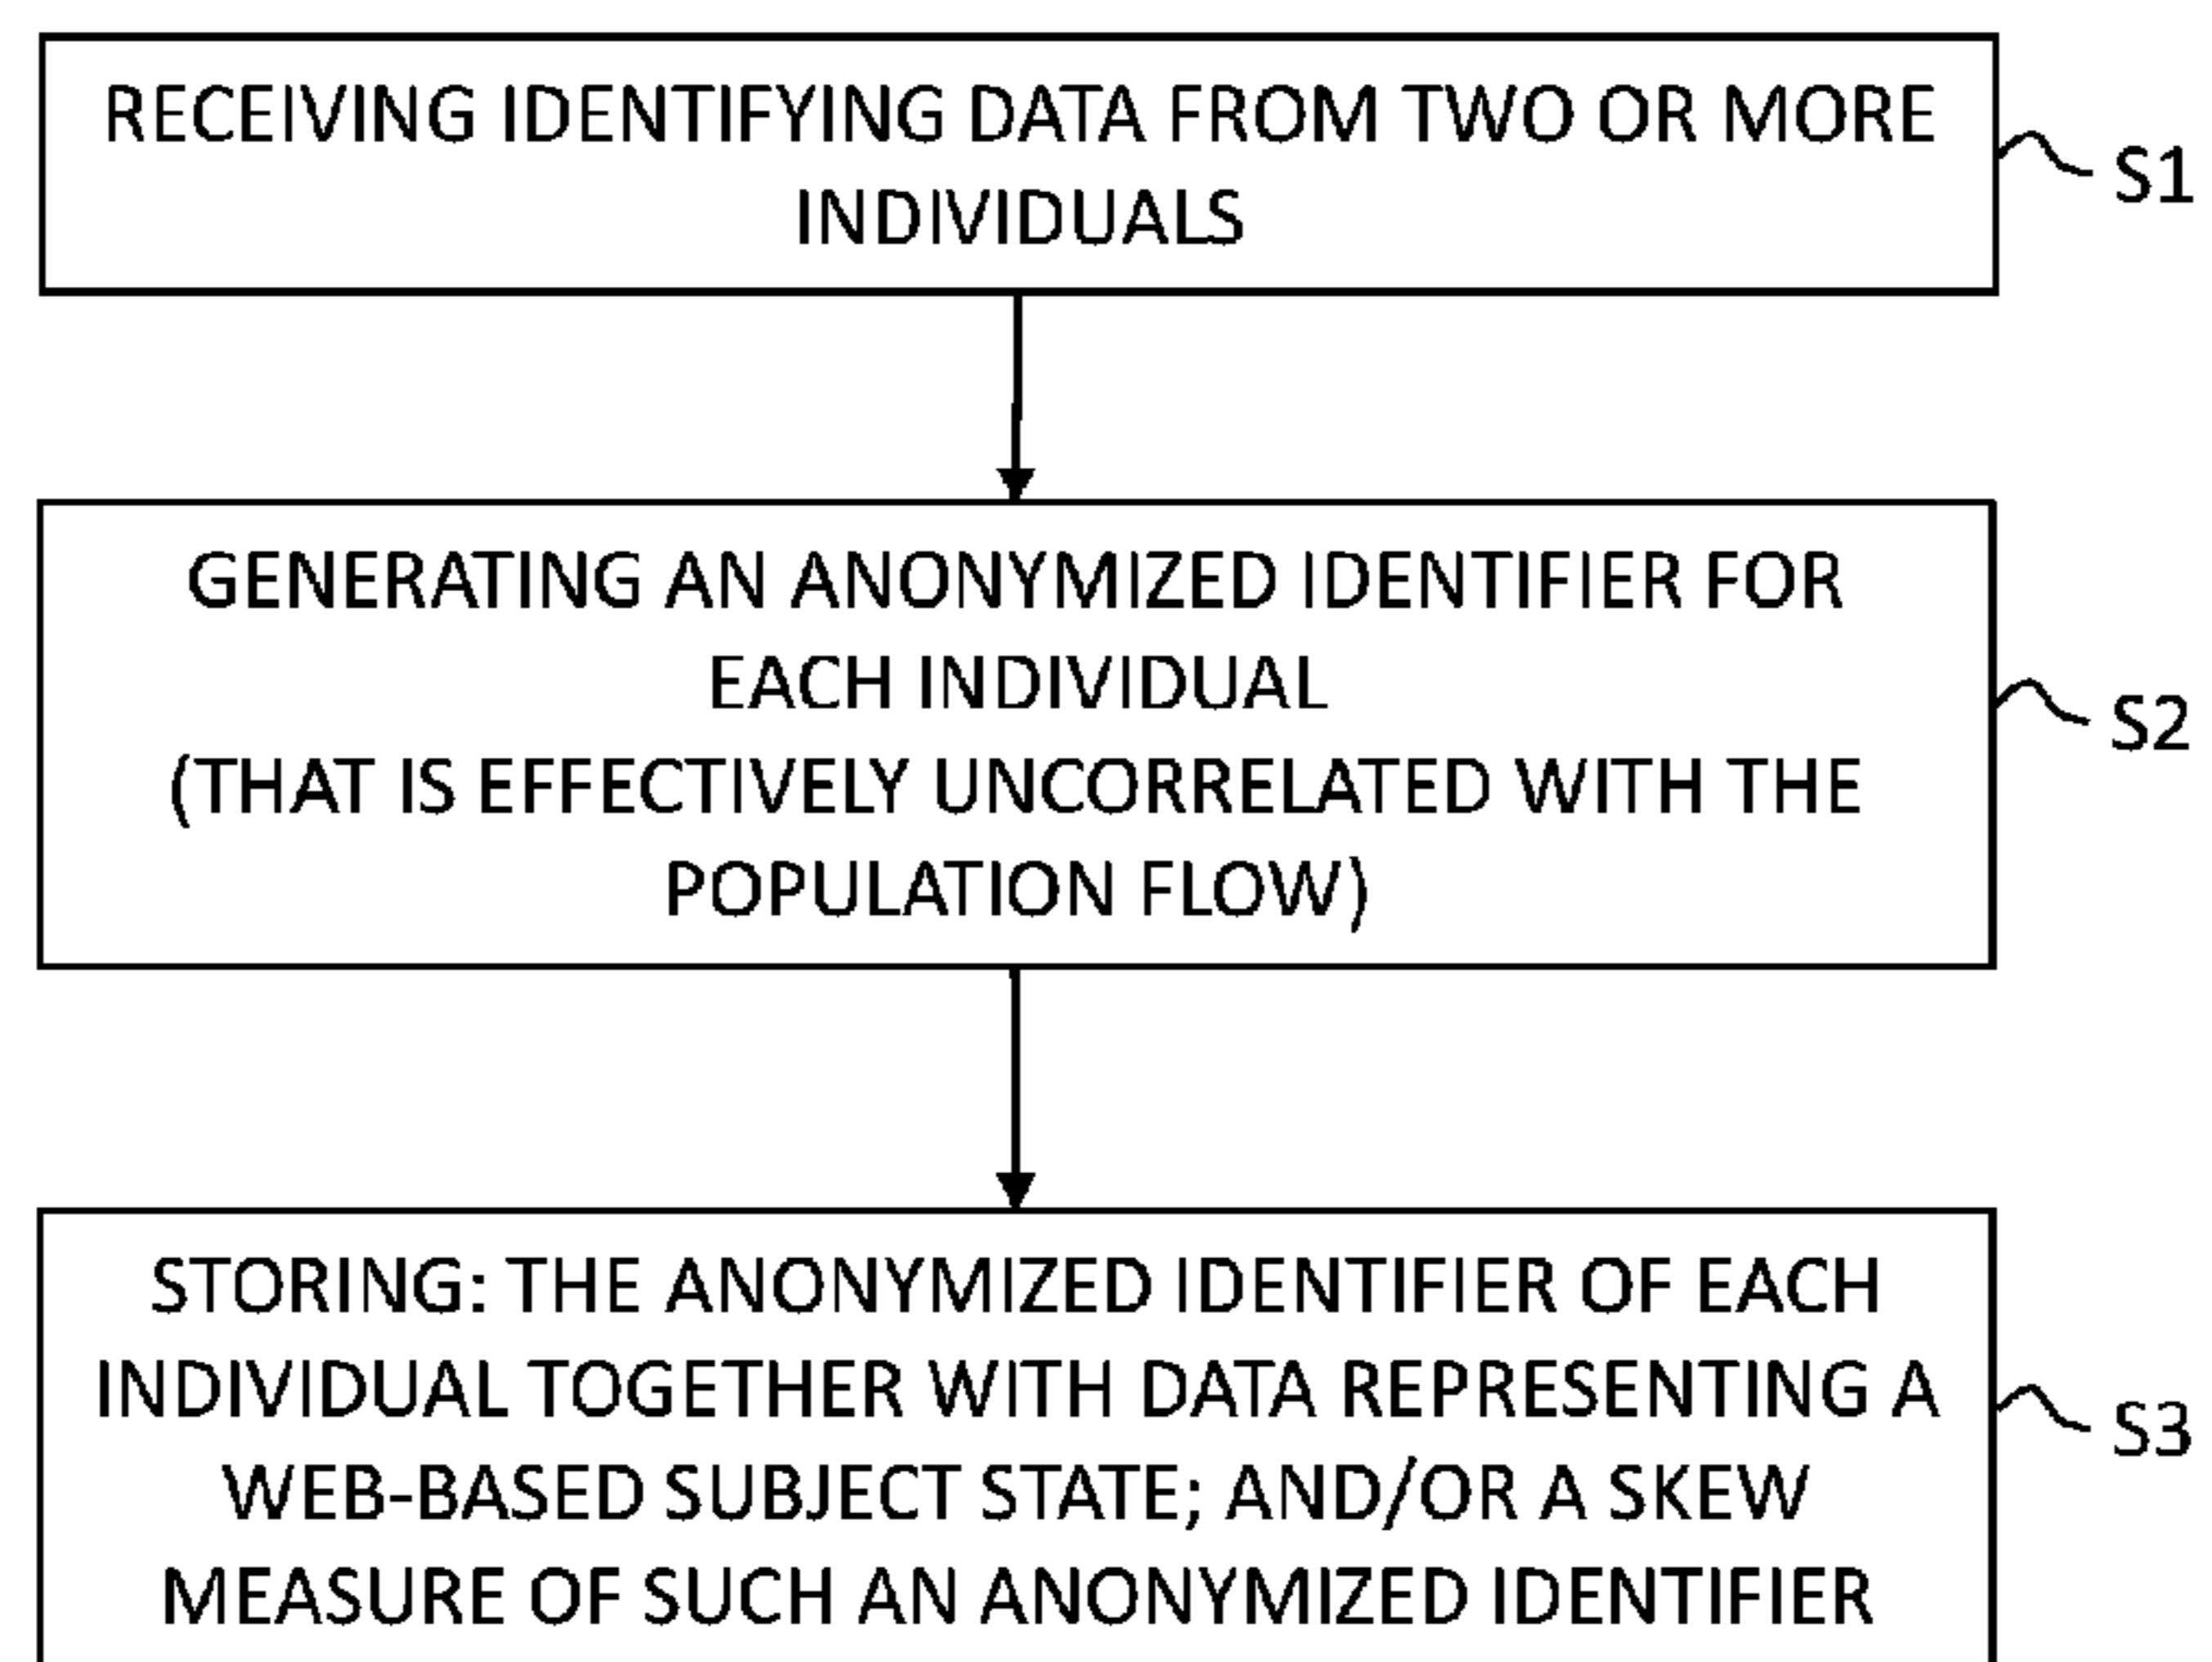 RECEIVING IDENTIFYING DATA FROM TWO OR MORE
INDIVIDUALS
S1
GENERATING AN ANONYMIZED IDENTIFIER FOR
EACH INDIVIDUAL
(THAT IS EFFECTIVELY UNCORRELATED WITH THE
POPULATION FLOW)
S2
STORING: THE ANONYMIZED IDENTIFIER OF EACH
INDIVIDUAL TOGETHER WITH DATA REPRESENTING A
WEB-BASED SUBJECT STATE; AND/OR A SKEW
MEASURE OF SUCH AN ANONYMIZED IDENTIFIER
S3